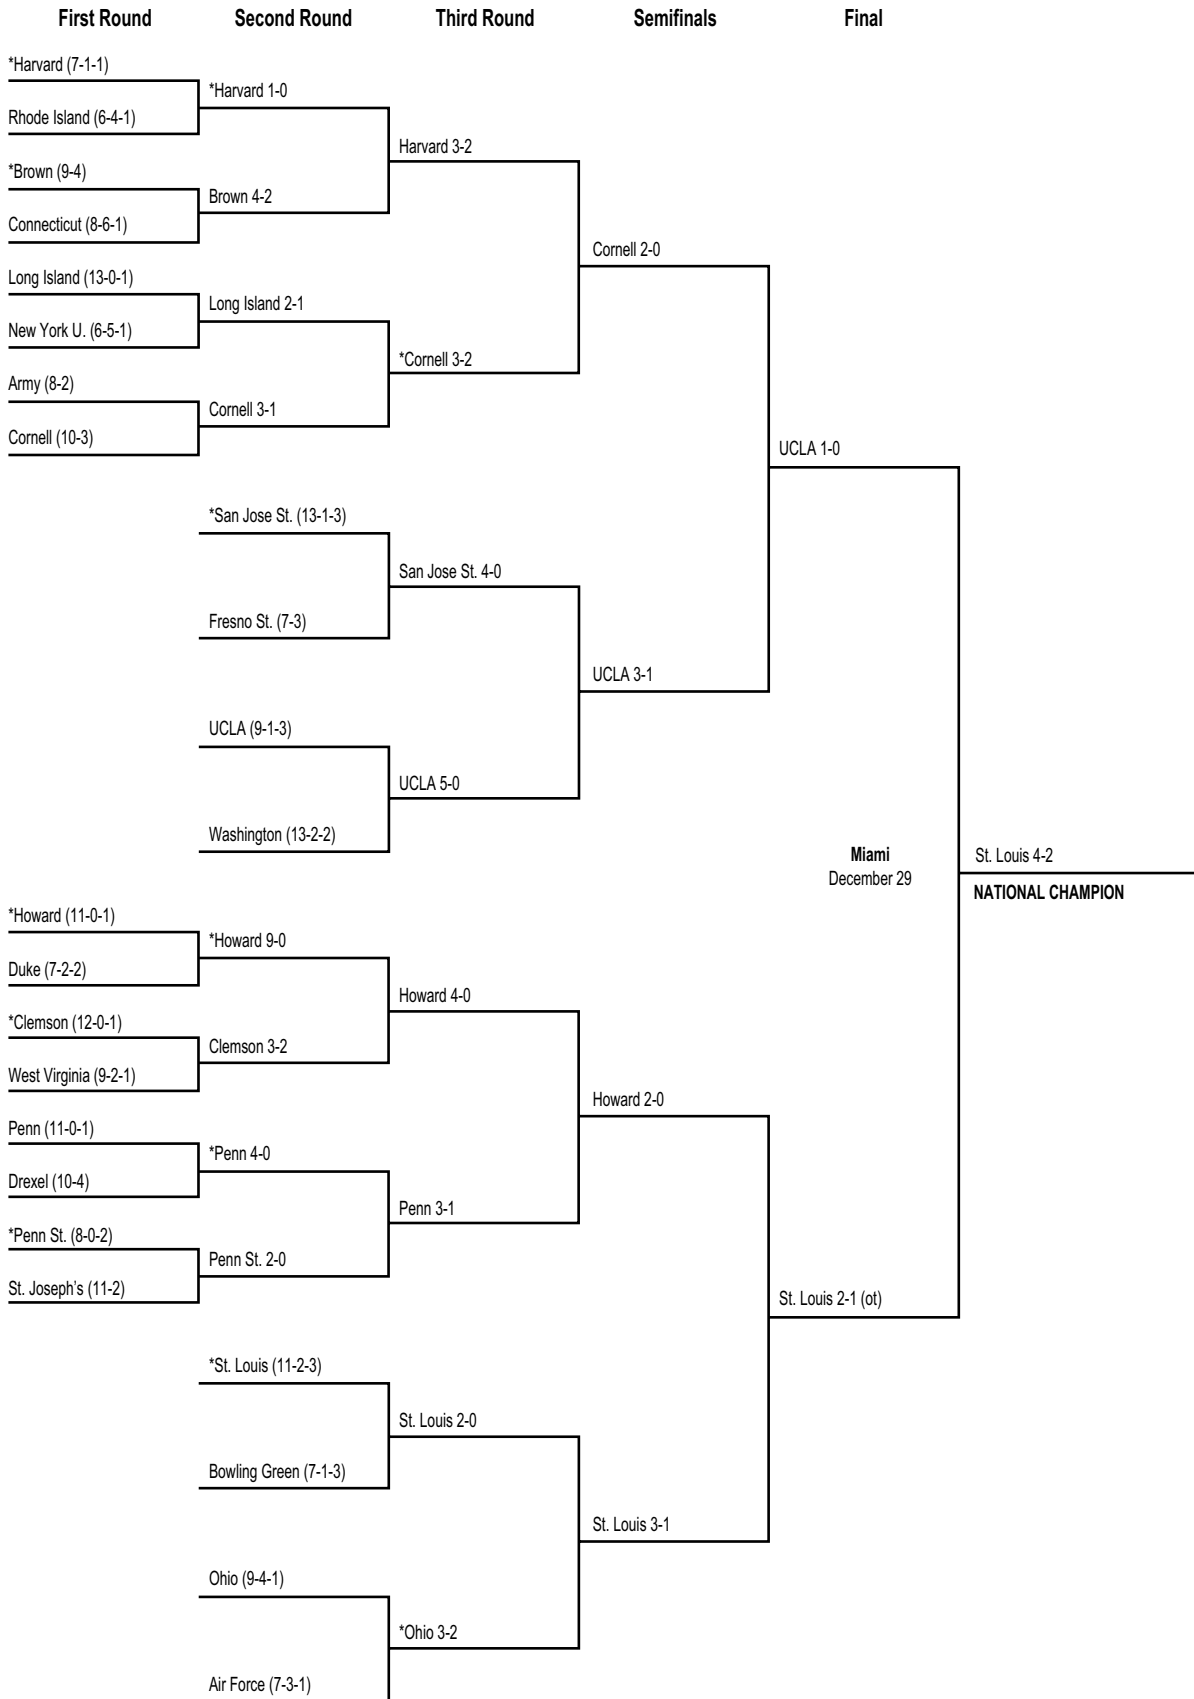 First Round Second Round Third Round Semifinals Final
*Harvard (7-1-1)
*Harvard 1-0
Rhode Island (6-4-1)
Harvard 3-2
*Brown (9-4)
Brown 4-2
Connecticut (8-6-1)
Cornell 2-0
Long Island (13-0-1)
Long Island 2-1
New York U. (6-5-1)
*Cornell 3-2
Army (8-2)
Cornell 3-1
Cornell (10-3)
UCLA 1-0
*San Jose St. (13-1-3)
San Jose St. 4-0
Fresno St. (7-3)
UCLA 3-1
UCLA (9-1-3)
UCLA 5-0
Washington (13-2-2)
Miami
December 29
St. Louis 4-2
NATIONAL CHAMPION
*Howard (11-0-1)
*Howard 9-0
Duke (7-2-2)
Howard 4-0
*Clemson (12-0-1)
Clemson 3-2
West Virginia (9-2-1)
Howard 2-0
Penn (11-0-1)
*Penn 4-0
Drexel (10-4)
Penn 3-1
*Penn St. (8-0-2)
Penn St. 2-0
St. Joseph's (11-2)
St. Louis 2-1 (ot)
*St. Louis (11-2-3)
St. Louis 2-0
Bowling Green (7-1-3)
St. Louis 3-1
Ohio (9-4-1)
*Ohio 3-2
Air Force (7-3-1)